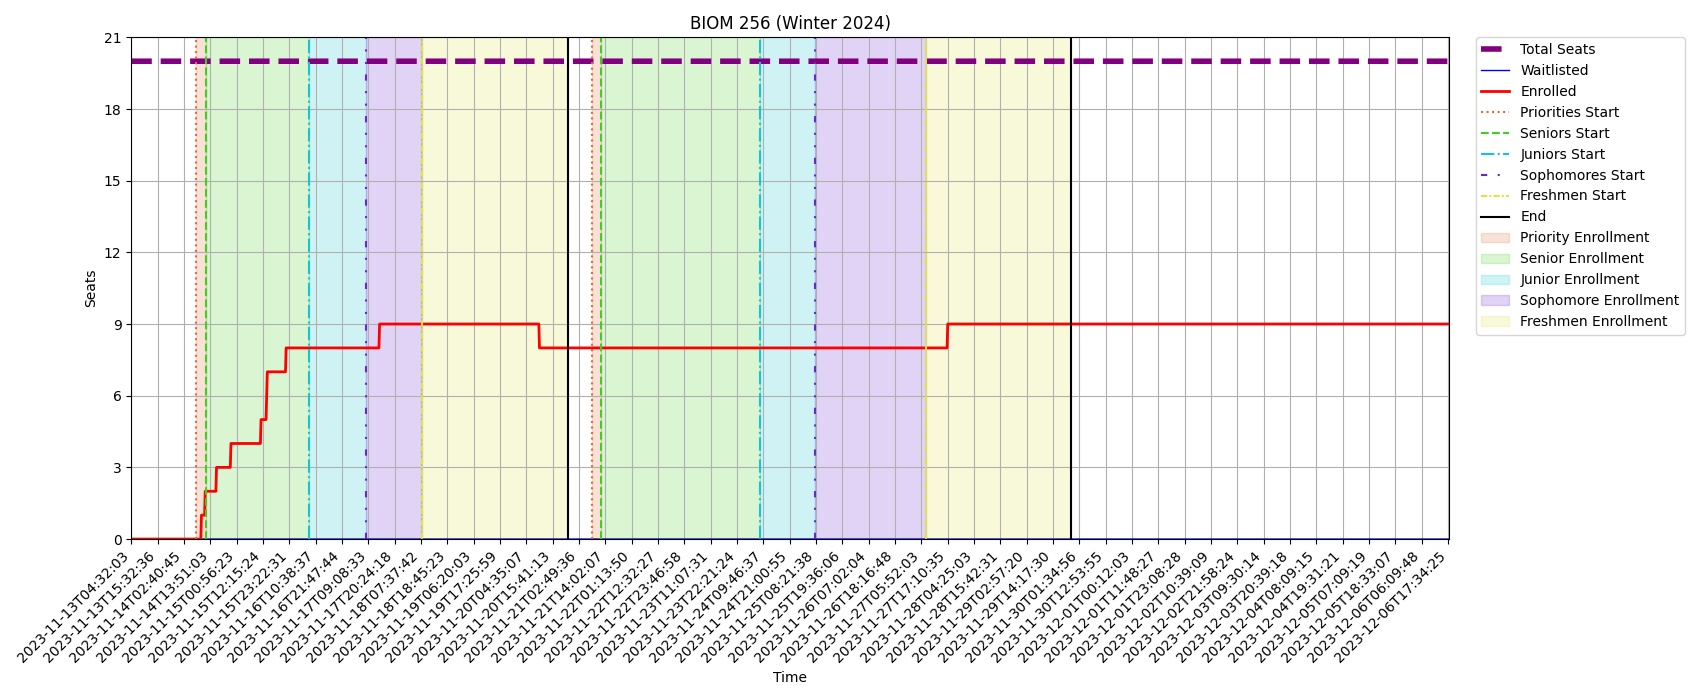 BIOM 256 (Winter 2024)
21
18
15
12
9
6
3
0
Seats
2023-11-13T04:32:03
2023-11-13T15:32:36
2023-11-14T02:40:45
2023-11-14T13:51:03
2023-11-15T00:56:23
2023-11-15T12:15:24
2023-11-15T23:22:31
2023-11-16T10:38:37
2023-11-16T21:47:44
2023-11-17T09:08:33
2023-11-17T20:24:18
2023-11-18T07:37:42
2023-11-18T18:45:23
2023-11-19T06:20:03
2023-11-19T17:25:59
2023-11-20T04:35:07
2023-11-20T15:41:13
2023-11-21T02:49:36
2023-11-21T14:02:07
2023-11-22T01:13:50
2023-11-22T12:32:27
2023-11-22T23:46:58
2023-11-23T11:07:31
2023-11-23T22:21:24
2023-11-24T09:46:37
2023-11-24T21:00:55
2023-11-25T08:21:38
2023-11-25T19:36:06
2023-11-26T07:02:04
2023-11-26T18:16:48
2023-11-27T05:52:03
2023-11-27T17:10:35
2023-11-28T04:25:03
2023-11-28T15:42:31
2023-11-29T02:57:20
2023-11-29T14:17:30
2023-11-30T01:34:56
2023-11-30T12:53:55
2023-12-01T00:12:03
2023-12-01T11:48:27
2023-12-01T23:08:28
2023-12-02T10:39:09
2023-12-02T21:58:24
2023-12-03T09:30:14
2023-12-03T20:39:18
2023-12-04T08:09:15
2023-12-04T19:31:21
2023-12-05T07:09:19
2023-12-05T18:33:07
2023-12-06T06:09:48
2023-12-06T17:34:25
Time
Total Seats
Waitlisted
Enrolled
Priorities Start
Seniors Start
Juniors Start
Sophomores Start
Freshmen Start
End
Priority Enrollment
Senior Enrollment
Junior Enrollment
Sophomore Enrollment
Freshmen Enrollment